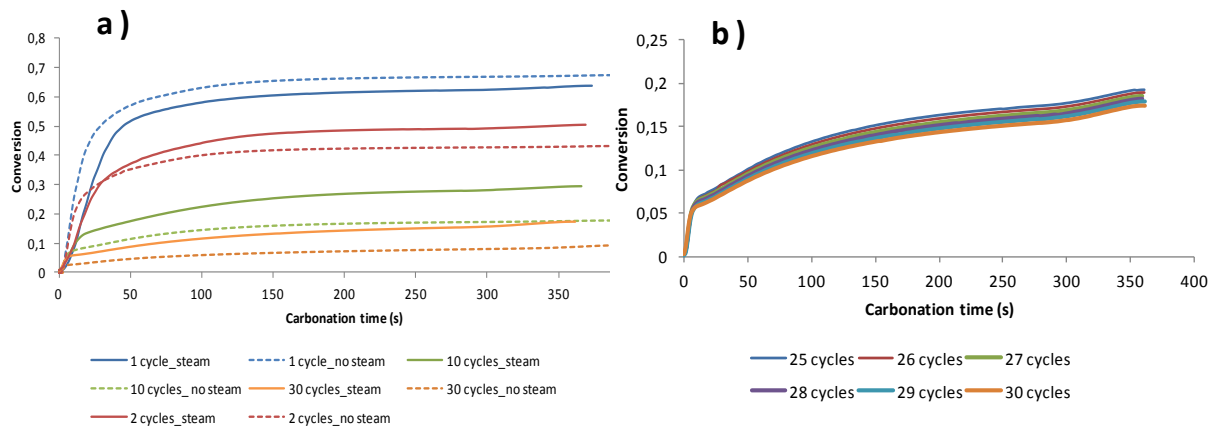 a )
0,8
0,7
0,6
0,5
0,4
0,3
0,2
0,1
0
Conversion
0 50 100 150 200 250 300 350
Carbonation time (s)
1 cycle_steam 1 cycle_no steam 10 cycles_steam
10 cycles_no steam 30 cycles_steam 30 cycles_no steam
2 cycles_steam 2 cycles_no steam
b )
0,25
0,2
0,15
0,1
0,05
0
Conversion
0 50 100 150 200 250 300 350 400
Carbonation time (s)
25 cycles 26 cycles 27 cycles
28 cycles 29 cycles 30 cycles